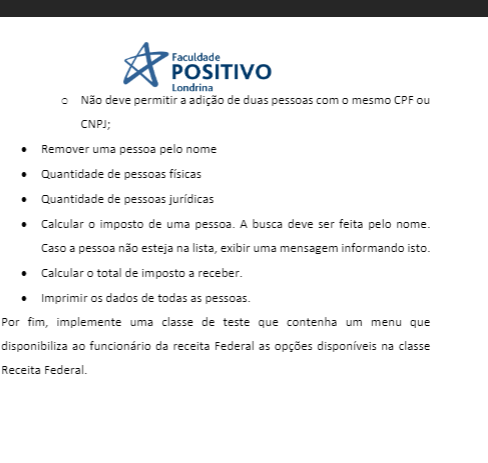 Faculdade
POSITIVO
Londrina
○ Não deve permitir a adição de duas pessoas com o mesmo CPF ou
CNPJ;
• Remover uma pessoa pelo nome
• Quantidade de pessoas físicas
• Quantidade de pessoas jurídicas
• Calcular o imposto de uma pessoa. A busca deve ser feita pelo nome.
Caso a pessoa não esteja na lista, exibir uma mensagem informando isto.
• Calcular o total de imposto a receber.
• Imprimir os dados de todas as pessoas.
Por fim, implemente uma classe de teste que contenha um menu que
disponibiliza ao funcionário da receita Federal as opções disponíveis na classe
Receita Federal.